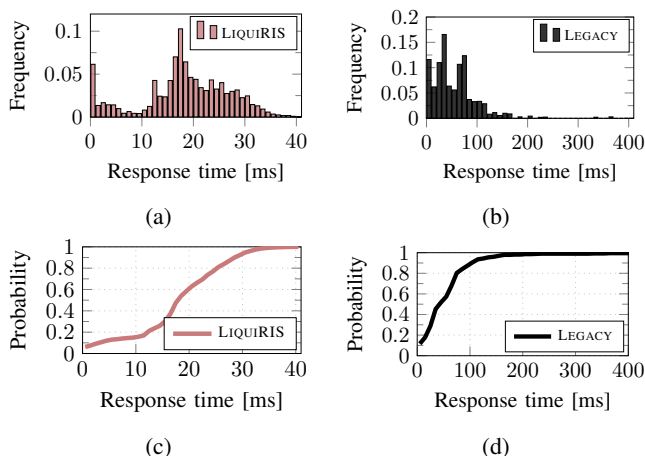 0.1
0.05
0
Frequency
LIQUIRIS
0 10 20 30 40
Response time [ms]
(a)
0.2
0.15
0.1
0.05
0
Frequency
LEGACY
0 100 200 300 400
Response time [ms]
(b)
1
0.8
0.6
0.4
0.2
0
Probability
LIQUIRIS
0 10 20 30 40
Response time [ms]
(c)
1
0.8
0.6
0.4
0.2
0
Probability
LEGACY
0 100 200 300 400
Response time [ms]
(d)